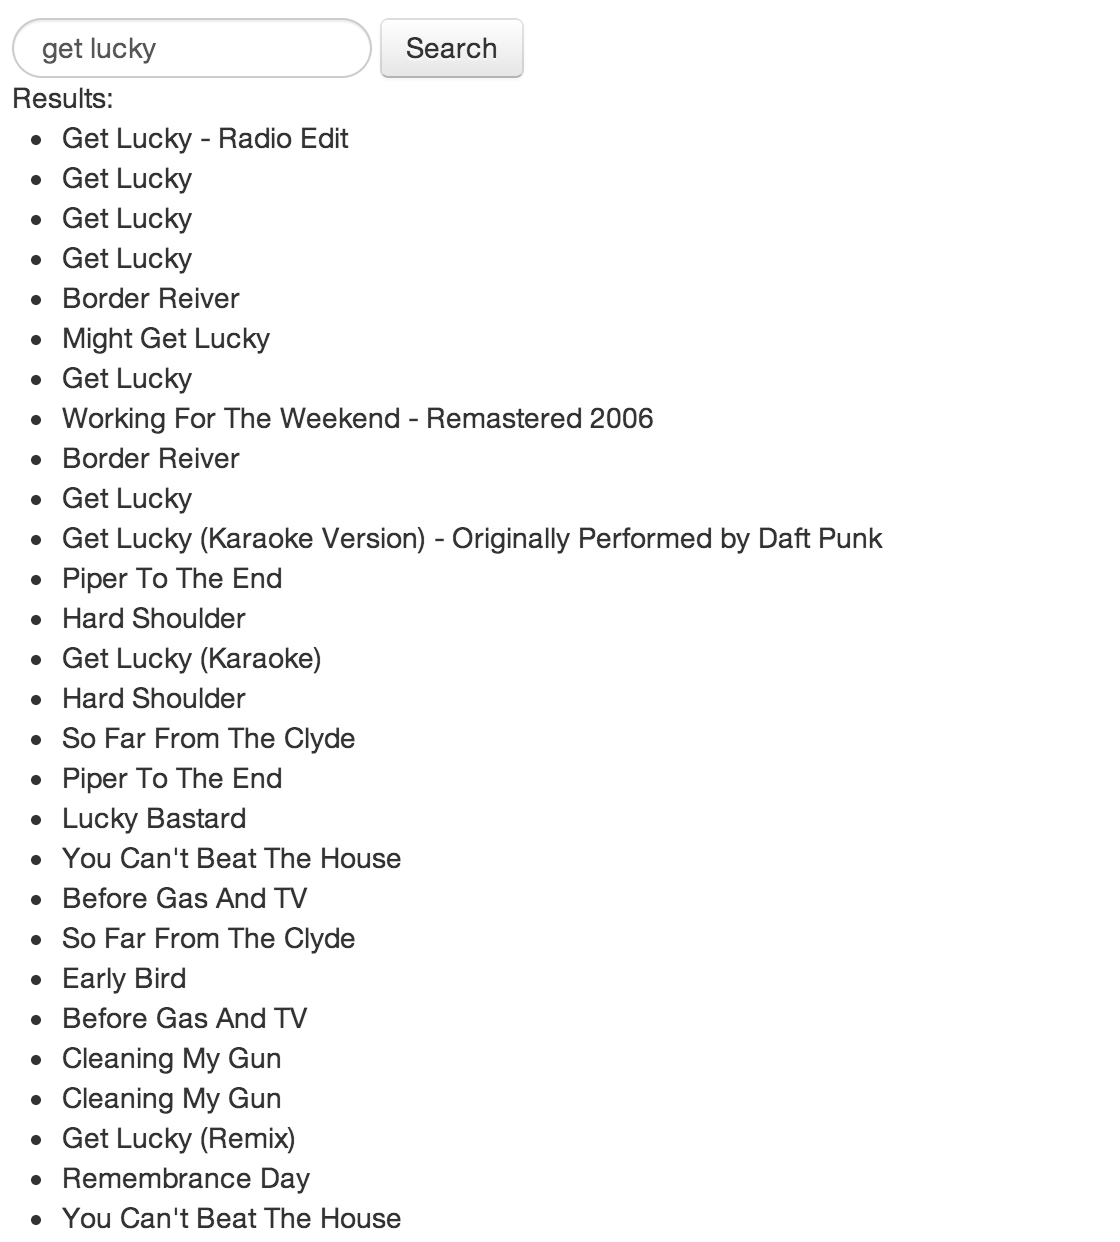 get lucky Search
Results:
Get Lucky - Radio Edit
Get Lucky
Get Lucky
Get Lucky
Border Reiver
Might Get Lucky
Get Lucky
Working For The Weekend - Remastered 2006
Border Reiver
Get Lucky
Get Lucky (Karaoke Version) - Originally Performed by Daft Punk
Piper To The End
Hard Shoulder
Get Lucky (Karaoke)
Hard Shoulder
So Far From The Clyde
Piper To The End
Lucky Bastard
You Can't Beat The House
Before Gas And TV
So Far From The Clyde
Early Bird
Before Gas And TV
Cleaning My Gun
Cleaning My Gun
Get Lucky (Remix)
Remembrance Day
You Can't Beat The House